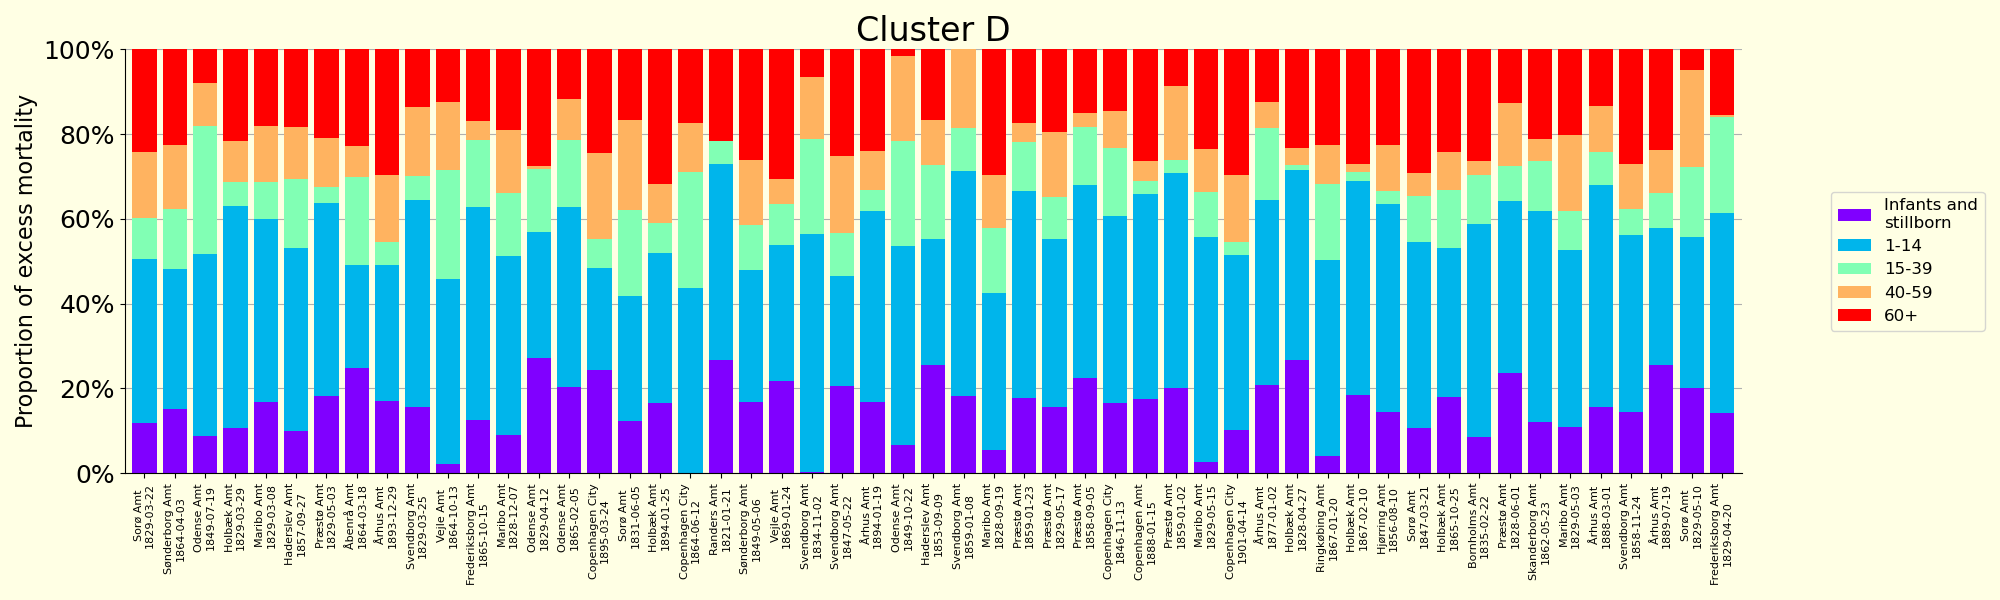 Cluster D
Proportion of excess mortality
100%
80%
60%
40%
20%
0%
Sorø Amt
1829-03-22
Sønderborg Amt
1864-04-03
Odense Amt
1849-07-19
Holbæk Amt
1829-03-29
Maribo Amt
1829-03-08
Haderslev Amt
1857-09-27
Præstø Amt
1829-05-03
Åbenrå Amt
1864-03-18
Århus Amt
1893-12-29
Svendborg Amt
1829-03-25
Vejle Amt
1864-10-13
Frederiksborg Amt
1865-10-15
Maribo Amt
1828-12-07
Odense Amt
1829-04-12
Odense Amt
1865-02-05
Copenhagen City
1895-03-24
Sorø Amt
1831-06-05
Holbæk Amt
1894-01-25
Copenhagen City
1864-06-12
Randers Amt
1821-01-21
Sønderborg Amt
1849-05-06
Vejle Amt
1869-01-24
Svendborg Amt
1834-11-02
Svendborg Amt
1847-05-22
Århus Amt
1894-01-19
Odense Amt
1849-10-22
Haderslev Amt
1853-09-09
Svendborg Amt
1859-01-08
Maribo Amt
1828-09-19
Præstø Amt
1859-01-23
Præstø Amt
1829-05-17
Præstø Amt
1858-09-05
Copenhagen City
1846-11-13
Copenhagen Amt
1888-01-15
Præstø Amt
1859-01-02
Maribo Amt
1829-05-15
Copenhagen City
1901-04-14
Århus Amt
1877-01-02
Holbæk Amt
1828-04-27
Ringkøbing Amt
1867-01-20
Holbæk Amt
1867-02-10
Hjørring Amt
1856-08-10
Sorø Amt
1847-03-21
Holbæk Amt
1865-10-25
Bornholms Amt
1835-02-22
Præstø Amt
1828-06-01
Skanderborg Amt
1862-05-23
Maribo Amt
1829-05-03
Århus Amt
1888-03-01
Svendborg Amt
1858-11-24
Århus Amt
1889-07-19
Sorø Amt
1829-05-10
Frederiksborg Amt
1829-04-20
Infants and
stillborn
1-14
15-39
40-59
60+